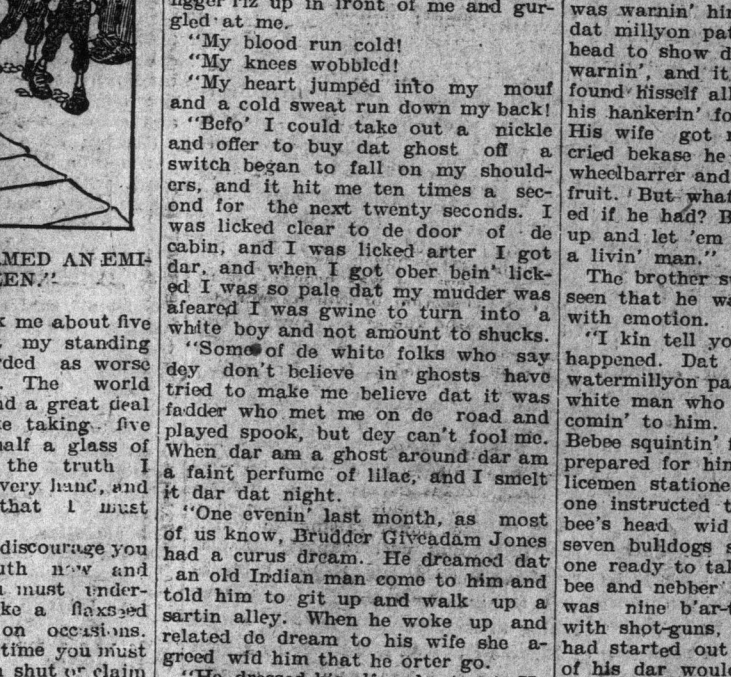 AMED AN EMI-
EEN."
k me about five
my standing
rded as worse
The world
nd a great deal
ke taking five
half a glass of
the truth I
very hand, and
that I must
discourage you
uth now and
must under-
ke a flaxseed
on occasions.
time you must
shut or claim
riz up in front of me and gur-
gled at me.
"My blood run cold!
"My knees wobbled!
"My heart jumped into my mouf
and a cold sweat run down my back!
"Befo' I could take out a nickle
and offer to buy dat ghost off a
switch began to fall on my should-
ers, and it hit me ten times a sec-
ond for the next twenty seconds. I
was licked clear to de door of de
cabin, and I was licked arter I got
dar, and when I got ober bein' lick-
ed I was so pale dat my mudder was
afeared I was gwine to turn into a
white boy and not amount to shucks.
"Some of de white folks who say
dey don't believe in ghosts have
tried to make me believe dat it was
fadder who met me on de road and
played spook, but dey can't fool me.
When dar am a ghost around dar am
a faint perfume of lilac, and I smelt
it dar dat night.
"One evenin' last month, as most
of us know, Brudder Giveadam Jones
had a curus dream. He dreamed dat
an old Indian man come to him and
told him to git up and walk up a
sartin alley. When he woke up and
related de dream to his wife she a-
greed wid him that he orter go.
was warnin' hi
dat millyon pat
head to show d
warnin', and it
found hisself all
his hankerin' fo
His wife got
cried bekase he
wheelbarrer and
fruit. But what
ed if he had? B
up and let 'em
a livin' man."
The brother s
seen that he wa
with emotion.
"I kin tell yo
happened. Dat
watermillyon pa
white man who
comin' to him.
Bebee squintin'
prepared for him
licemen statione
one instructed t
bee's head wid
seven bulldogs s
one ready to tal
bee and nebber
was nine b'ar-t
with shot-guns,
had started out
of his dar woul